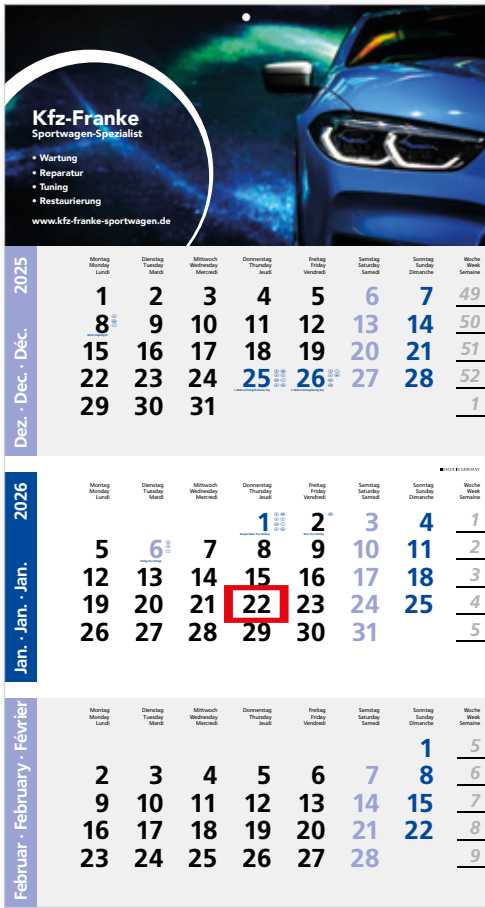 Kfz-Franke
Sportwagen-Spezialist
• Wartung
• Reparatur
• Tuning
• Restaurierung
www.kfz-franke-sportwagen.de
Dez. · Dec. · Déc. 2025
Montag Dienstag Mittwoch Donnerstag Freitag Samstag Sonntag Woche
Monday Tuesday Wednesday Thursday Friday Saturday Sunday Week
Lundi Mardi Mercredi Jeudi Vendredi Samedi Dimanche Semaine
1 2 3 4 5 6 7 49
8 9 10 11 12 13 14 50
15 16 17 18 19 20 21 51
22 23 24 25 26 27 28 52
29 30 31 1
MADE IN GERMANY
Jan. · Jan. · Jan. 2026
Montag Dienstag Mittwoch Donnerstag Freitag Samstag Sonntag Woche
Monday Tuesday Wednesday Thursday Friday Saturday Sunday Week
Lundi Mardi Mercredi Jeudi Vendredi Samedi Dimanche Semaine
1 2 3 4 1
5 6 7 8 9 10 11 2
12 13 14 15 16 17 18 3
19 20 21 22 23 24 25 4
26 27 28 29 30 31 5
Februar · February · Février
Montag Dienstag Mittwoch Donnerstag Freitag Samstag Sonntag Woche
Monday Tuesday Wednesday Thursday Friday Saturday Sunday Week
Lundi Mardi Mercredi Jeudi Vendredi Samedi Dimanche Semaine
1 5
2 3 4 5 6 7 8 6
9 10 11 12 13 14 15 7
16 17 18 19 20 21 22 8
23 24 25 26 27 28 9